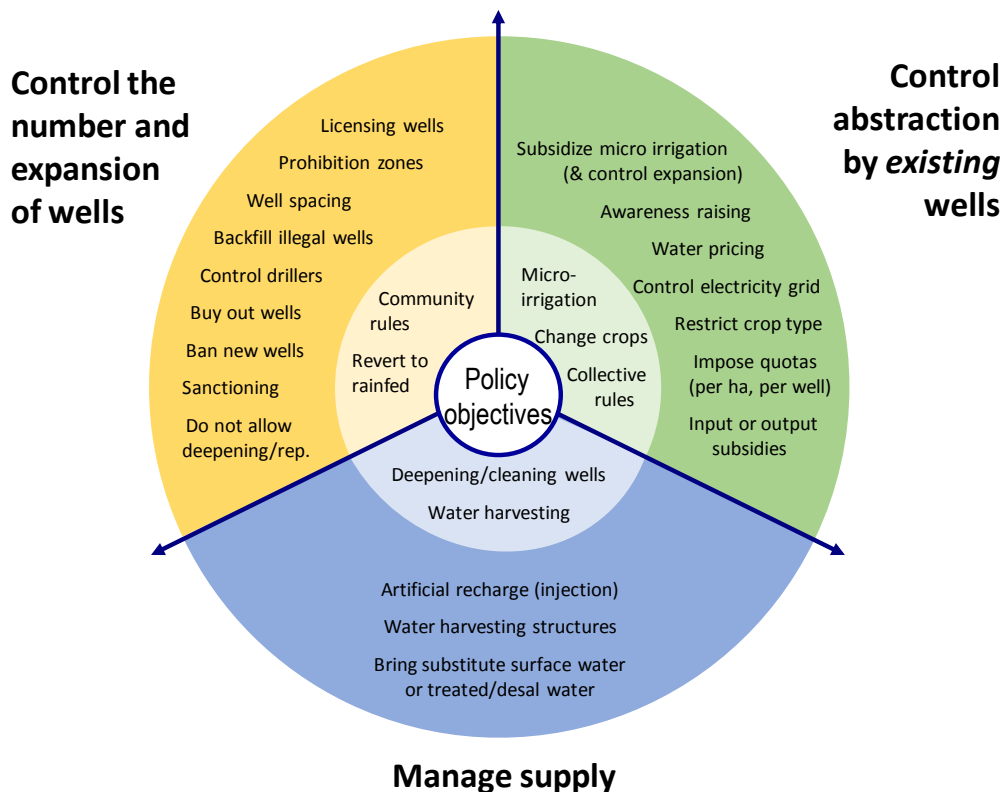 Control the
number and
expansion
of wells
Control
abstraction
by existing
wells
Licensing wells
Prohibition zones
Well spacing
Backfill illegal wells
Control drillers
Buy out wells
Ban new wells
Sanctioning
Do not allow
deepening/rep.
Community
rules
Revert to
rainfed
Subsidize micro irrigation
(& control expansion)
Awareness raising
Water pricing
Control electricity grid
Restrict crop type
Impose quotas
(per ha, per well)
Input or output
subsidies
Micro-
irrigation
Change crops
Collective
rules
Policy
objectives
Deepening/cleaning wells
Water harvesting
Artificial recharge (injection)
Water harvesting structures
Bring substitute surface water
or treated/desal water
Manage supply